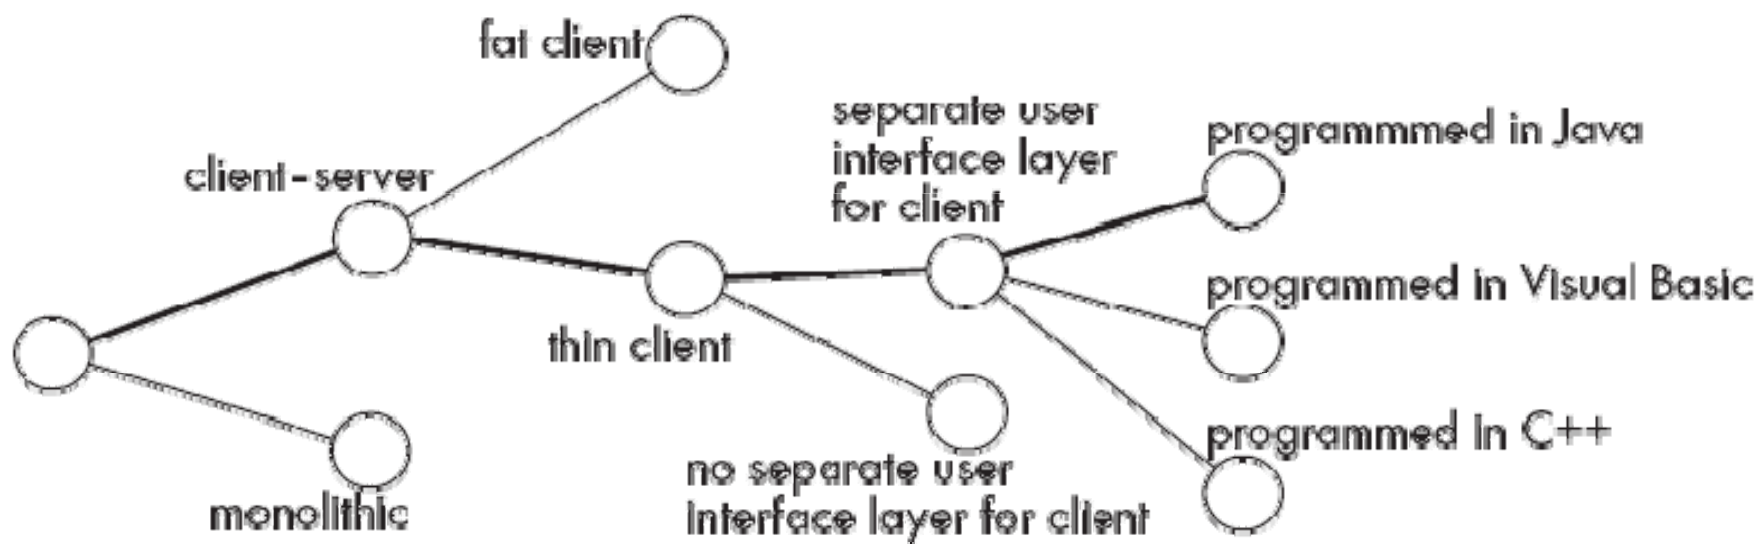 fat client
separate user
interface layer
for client
programmmed in Java
client-server
programmed in Visual Basic
thin client
programmed in C++
no separate user
interface layer for client
monolithic